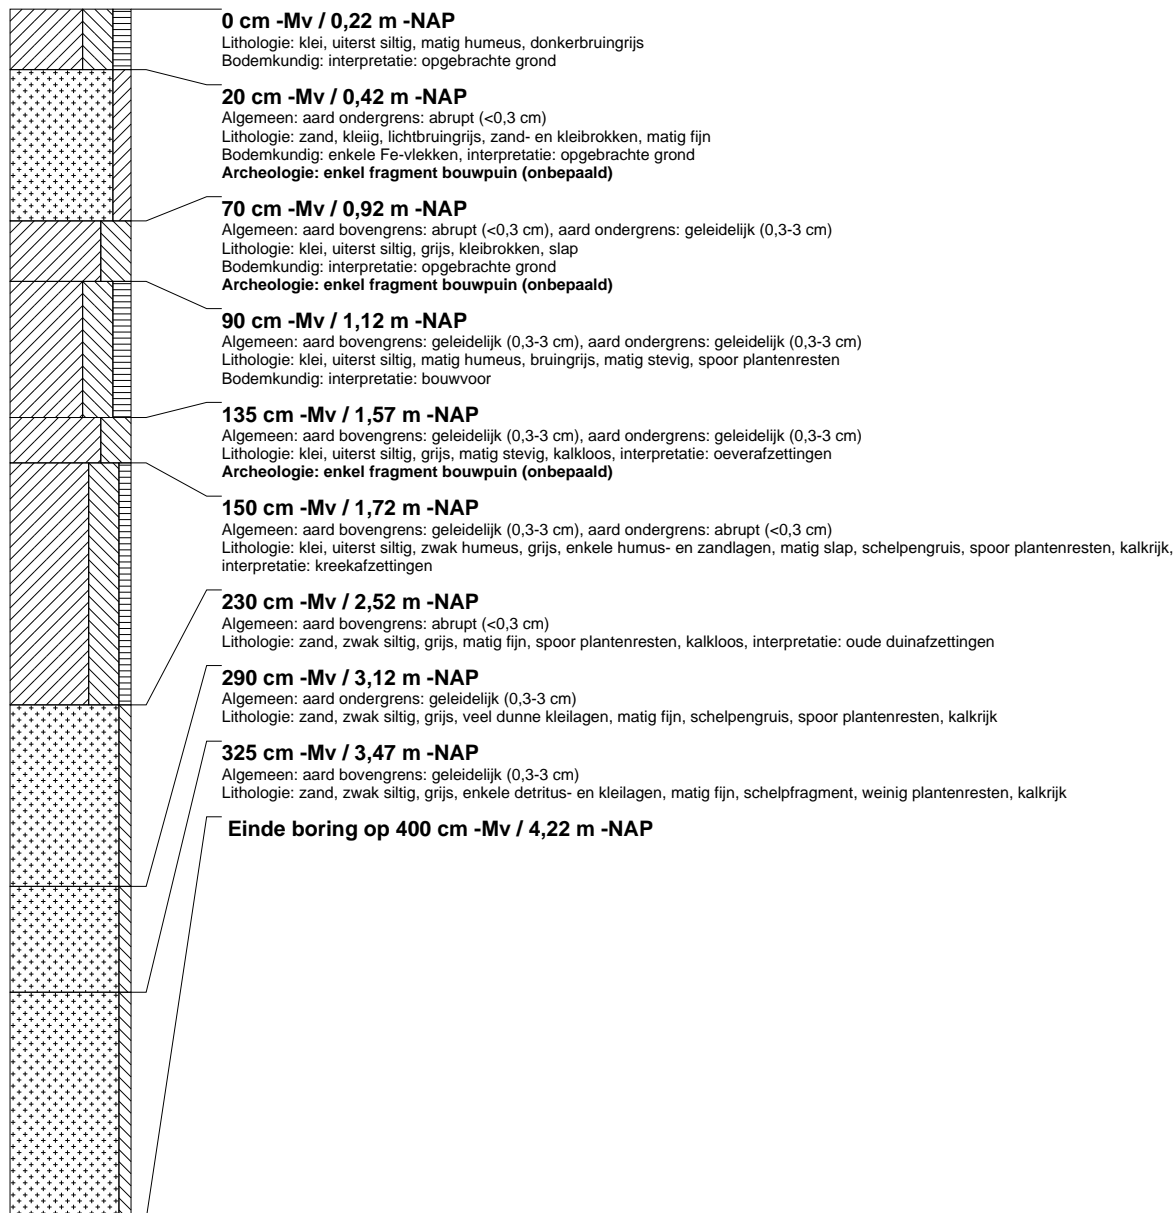 0 cm -Mv / 0,22 m -NAP
Lithologie: klei, uiterst siltig, matig humeus, donkerbruingrijs
Bodemkundig: interpretatie: opgebrachte grond
20 cm -Mv / 0,42 m -NAP
Algemeen: aard ondergrens: abrupt (<0,3 cm)
Lithologie: zand, kleiig, lichtbruingrijs, zand- en kleibrokken, matig fijn
Bodemkundig: enkele Fe-vlekken, interpretatie: opgebrachte grond
Archeologie: enkel fragment bouwpuin (onbepaald)
70 cm -Mv / 0,92 m -NAP
Algemeen: aard bovengrens: abrupt (<0,3 cm), aard ondergrens: geleidelijk (0,3-3 cm)
Lithologie: klei, uiterst siltig, grijs, kleibrokken, slap
Bodemkundig: interpretatie: opgebrachte grond
Archeologie: enkel fragment bouwpuin (onbepaald)
90 cm -Mv / 1,12 m -NAP
Algemeen: aard bovengrens: geleidelijk (0,3-3 cm), aard ondergrens: geleidelijk (0,3-3 cm)
Lithologie: klei, uiterst siltig, matig humeus, bruingrijs, matig stevig, spoor plantenresten
Bodemkundig: interpretatie: bouwvoor
135 cm -Mv / 1,57 m -NAP
Algemeen: aard bovengrens: geleidelijk (0,3-3 cm), aard ondergrens: geleidelijk (0,3-3 cm)
Lithologie: klei, uiterst siltig, grijs, matig stevig, kalkloos, interpretatie: oeverafzettingen
Archeologie: enkel fragment bouwpuin (onbepaald)
150 cm -Mv / 1,72 m -NAP
Algemeen: aard bovengrens: geleidelijk (0,3-3 cm), aard ondergrens: abrupt (<0,3 cm)
Lithologie: klei, uiterst siltig, zwak humeus, grijs, enkele humus- en zandlagen, matig slap, schelpengruis, spoor plantenresten, kalkrijk,
interpretatie: kreekafzettingen
230 cm -Mv / 2,52 m -NAP
Algemeen: aard bovengrens: abrupt (<0,3 cm)
Lithologie: zand, zwak siltig, grijs, matig fijn, spoor plantenresten, kalkloos, interpretatie: oude duinafzettingen
290 cm -Mv / 3,12 m -NAP
Algemeen: aard ondergrens: geleidelijk (0,3-3 cm)
Lithologie: zand, zwak siltig, grijs, veel dunne kleilagen, matig fijn, schelpengruis, spoor plantenresten, kalkrijk
325 cm -Mv / 3,47 m -NAP
Algemeen: aard bovengrens: geleidelijk (0,3-3 cm)
Lithologie: zand, zwak siltig, grijs, enkele detritus- en kleilagen, matig fijn, schelpfragment, weinig plantenresten, kalkrijk
Einde boring op 400 cm -Mv / 4,22 m -NAP